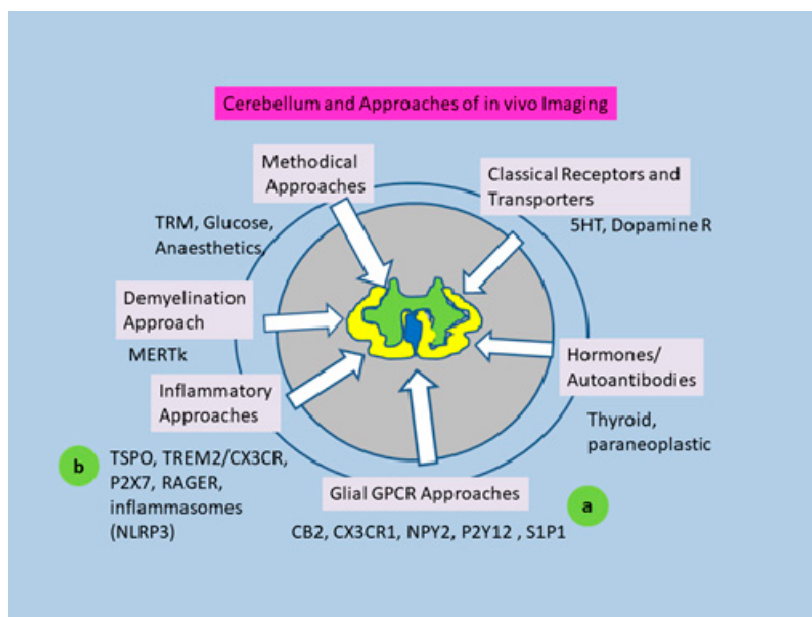 Cerebellum and Approaches of in vivo Imaging
Methodical
Approaches
Classical Receptors and
Transporters
TRM, Glucose,
Anaesthetics,
5HT, Dopamine R
Demyelination
Approach
MERTk
Hormones/
Autoantibodies
Inflammatory
Approaches
Thyroid,
paraneoplastic
b
TSPO, TREM2/CX3CR,
P2X7, RAGER,
inflammasomes
(NLRP3)
Glial GPCR Approaches
a
CB2, CX3CR1, NPY2, P2Y12 , S1P1